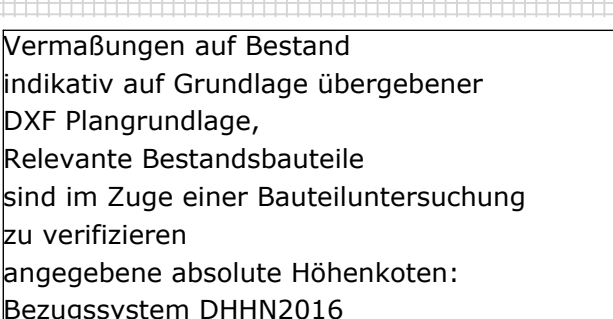 Vermaßungen auf Bestand
indikativ auf Grundlage übergebener
DXF Plangrundlage,
Relevante Bestandsbauteile
sind im Zuge einer Bauteiluntersuchung
zu verifizieren
angegebene absolute Höhenkoten:
Bezugssystem DHHN2016